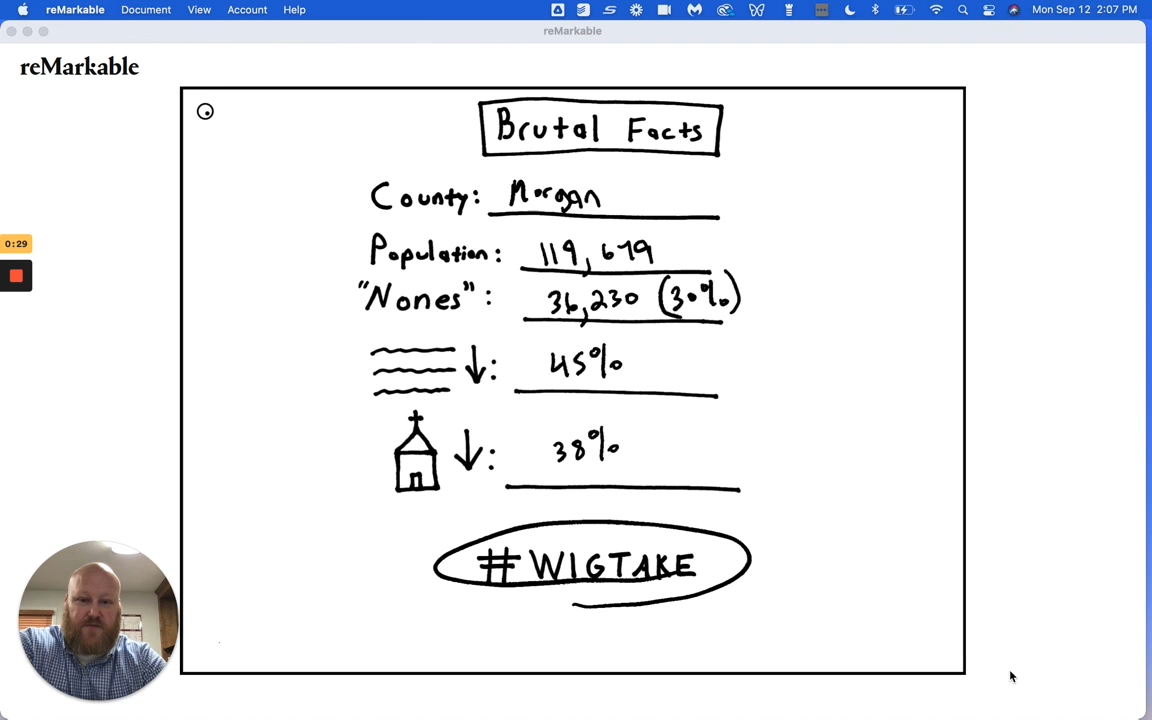 reMarkable Document View Account Help Mon Sep 12 2:07 PM
reMarkable
reMarkable
Brutal Facts
County: Morgan
0:29
Population: 119,679
"Nones": 36,230 (30%)
↓: 45%
↓: 38%
#WIGTAKE